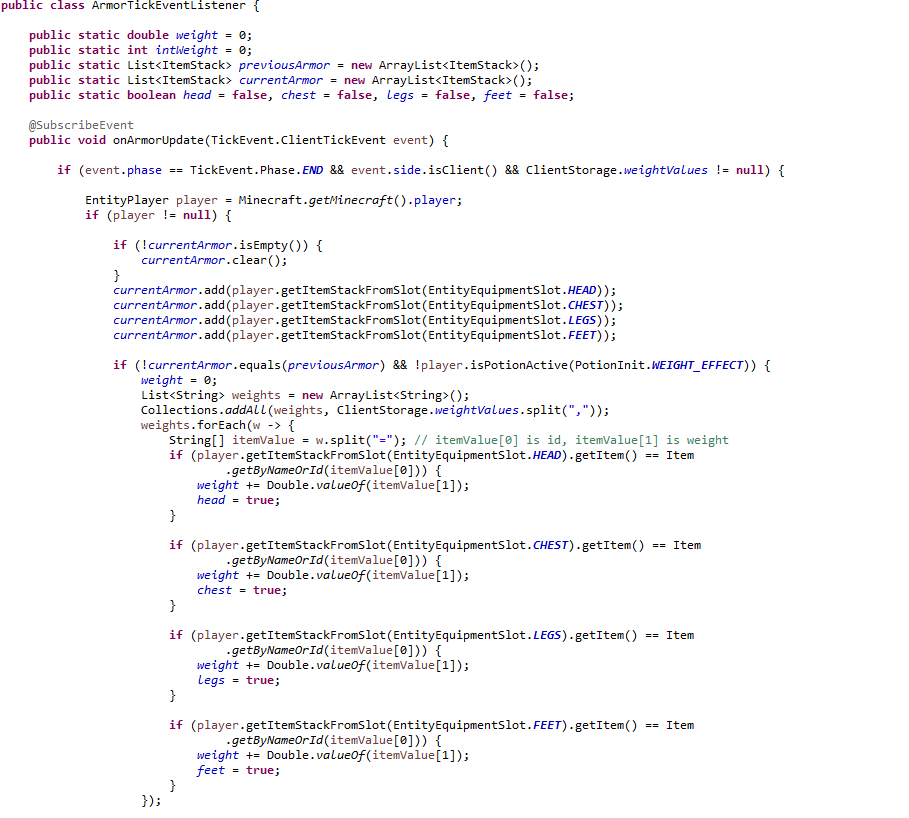 public class ArmorTickEventListener {
public static double weight = 0;
public static int intWeight = 0;
public static List<ItemStack> previousArmor = new ArrayList<ItemStack>();
public static List<ItemStack> currentArmor = new ArrayList<ItemStack>();
public static boolean head = false, chest = false, legs = false, feet = false;
@SubscribeEvent
public void onArmorUpdate(TickEvent.ClientTickEvent event) {
if (event.phase == TickEvent.Phase.END && event.side.isClient() && ClientStorage.weightValues != null) {
EntityPlayer player = Minecraft.getMinecraft().player;
if (player != null) {
if (!currentArmor.isEmpty()) {
currentArmor.clear();
}
currentArmor.add(player.getItemStackFromSlot(EntityEquipmentSlot.HEAD));
currentArmor.add(player.getItemStackFromSlot(EntityEquipmentSlot.CHEST));
currentArmor.add(player.getItemStackFromSlot(EntityEquipmentSlot.LEGS));
currentArmor.add(player.getItemStackFromSlot(EntityEquipmentSlot.FEET));
if (!currentArmor.equals(previousArmor) && !player.isPotionActive(PotionInit.WEIGHT_EFFECT)) {
weight = 0;
List<String> weights = new ArrayList<String>();
Collections.addAll(weights, ClientStorage.weightValues.split(","));
weights.forEach(w -> {
String[] itemValue = w.split("="); // itemValue[0] is id, itemValue[1] is weight
if (player.getItemStackFromSlot(EntityEquipmentSlot.HEAD).getItem() == Item
.getByNameOrId(itemValue[0])) {
weight += Double.valueOf(itemValue[1]);
head = true;
}
if (player.getItemStackFromSlot(EntityEquipmentSlot.CHEST).getItem() == Item
.getByNameOrId(itemValue[0])) {
weight += Double.valueOf(itemValue[1]);
chest = true;
}
if (player.getItemStackFromSlot(EntityEquipmentSlot.LEGS).getItem() == Item
.getByNameOrId(itemValue[0])) {
weight += Double.valueOf(itemValue[1]);
legs = true;
}
if (player.getItemStackFromSlot(EntityEquipmentSlot.FEET).getItem() == Item
.getByNameOrId(itemValue[0])) {
weight += Double.valueOf(itemValue[1]);
feet = true;
}
});